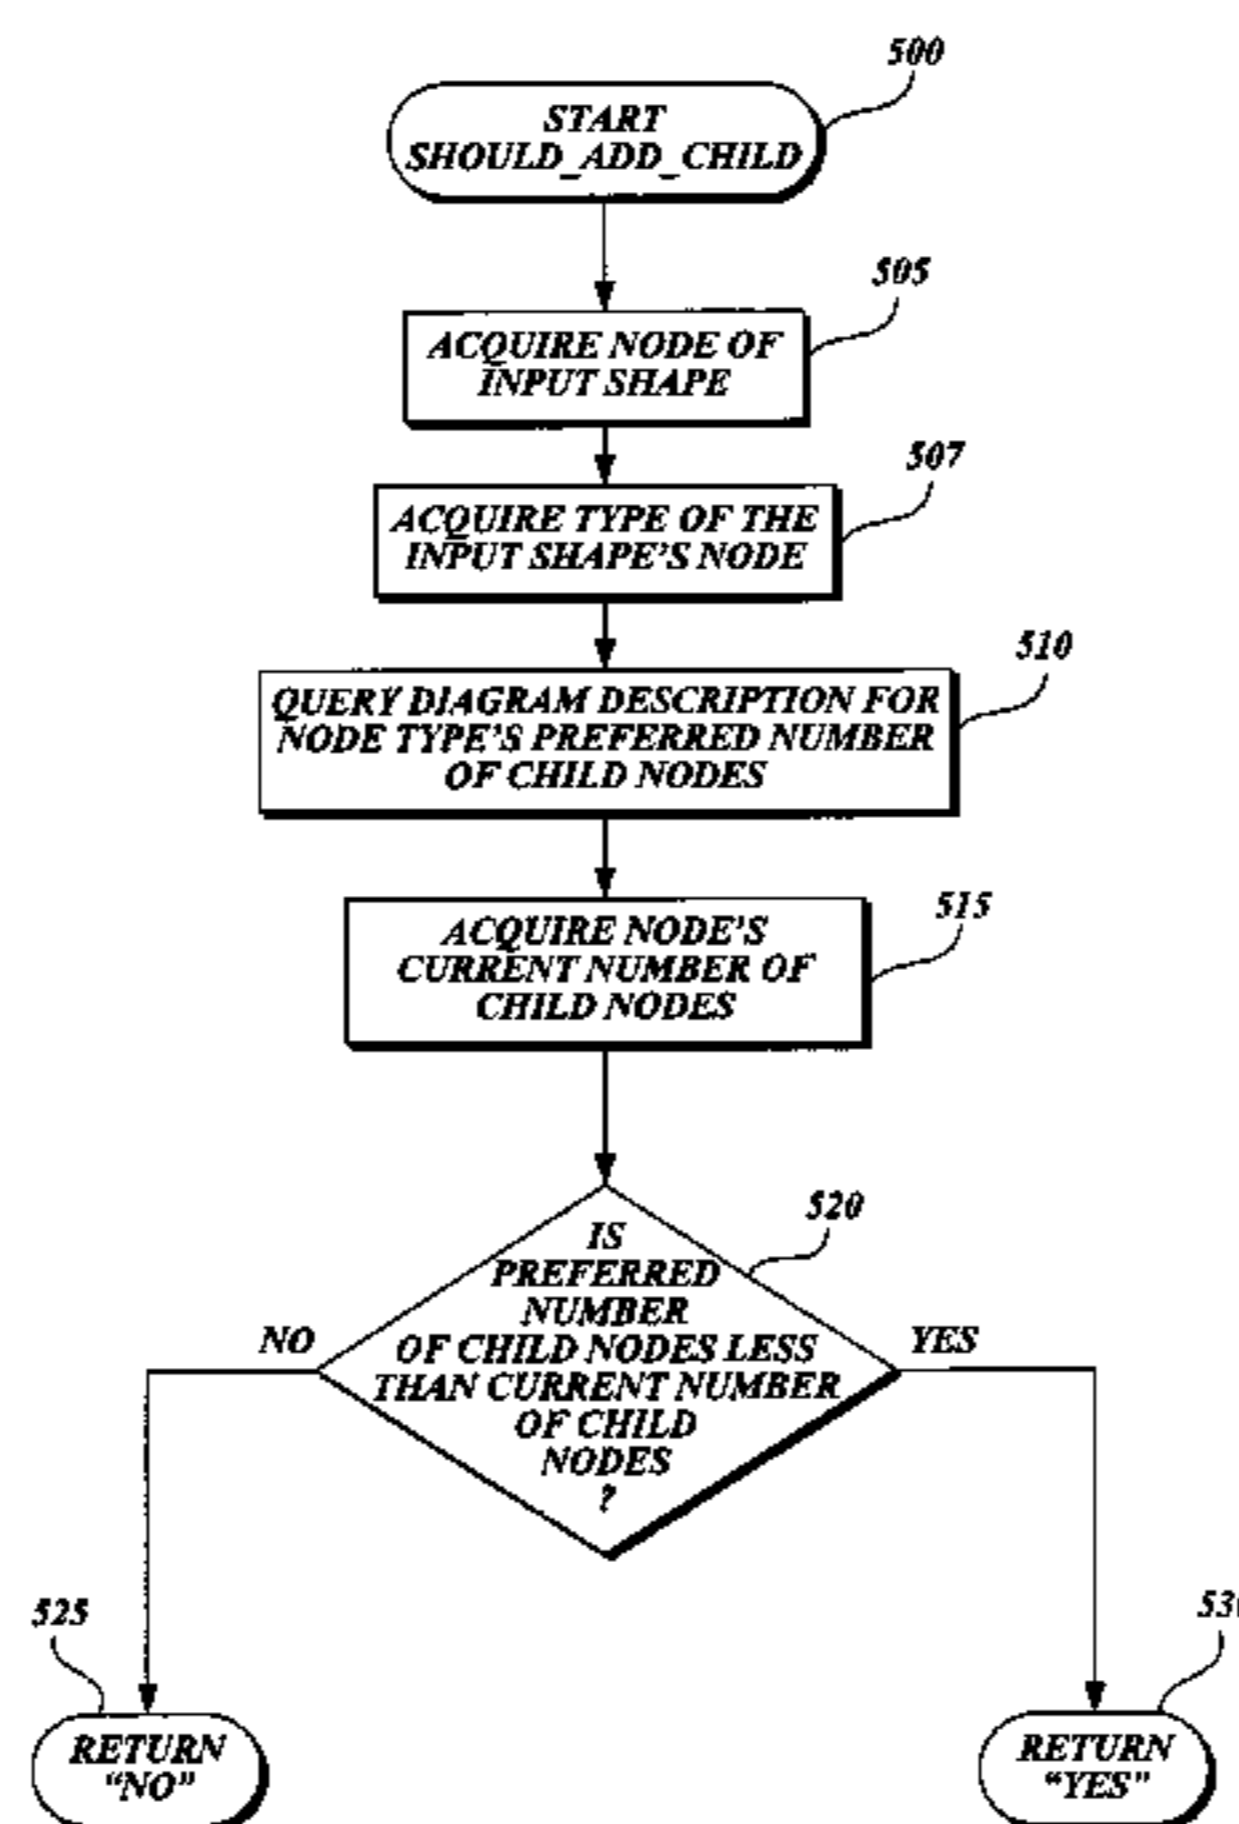 500
START
SHOULD_ADD_CHILD
505
ACQUIRE NODE OF
INPUT SHAPE
507
ACQUIRE TYPE OF THE
INPUT SHAPE'S NODE
510
QUERY DIAGRAM DESCRIPTION FOR
NODE TYPE'S PREFERRED NUMBER
OF CHILD NODES
515
ACQUIRE NODE'S
CURRENT NUMBER OF
CHILD NODES
520
IS
PREFERRED
NUMBER
OF CHILD NODES LESS
THAN CURRENT NUMBER
OF CHILD
NODES
?
NO
YES
525
RETURN
“NO”
530
RETURN
“YES”